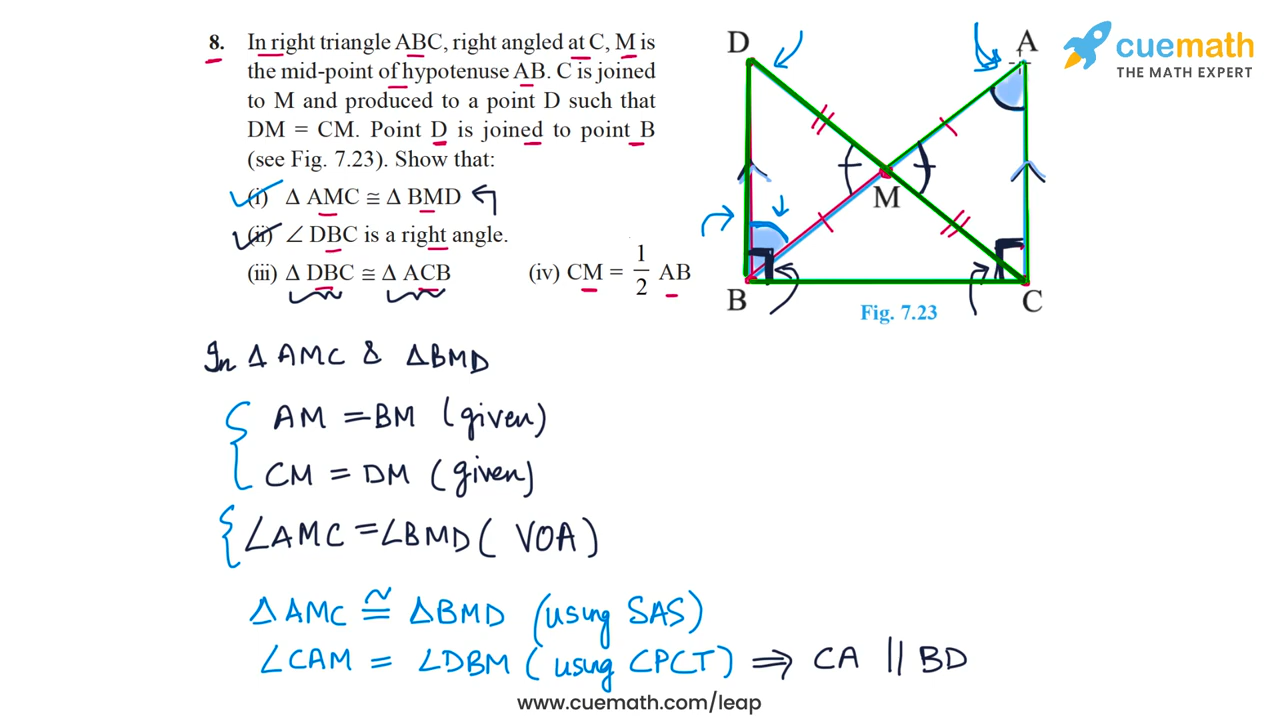 8. In right triangle ABC, right angled at C, M is
the mid-point of hypotenuse AB. C is joined
to M and produced to a point D such that
DM = CM. Point D is joined to point B
(see Fig. 7.23). Show that:
(i) Δ AMC ≅ Δ BMD
(ii) ∠ DBC is a right angle.
(iii) Δ DBC ≅ Δ ACB (iv) CM = 1/2 AB
D
A
M
B
C
Fig. 7.23
cuemath
THE MATH EXPERT
In Δ AMC & ΔBMD
AM = BM (given)
CM = DM (given)
∠AMC = ∠BMD ( VOA )
Δ AMC ≅ ΔBMD (using SAS)
∠CAM = ∠DBM ( using CPCT) ⇒ CA || BD
www.cuemath.com/leap